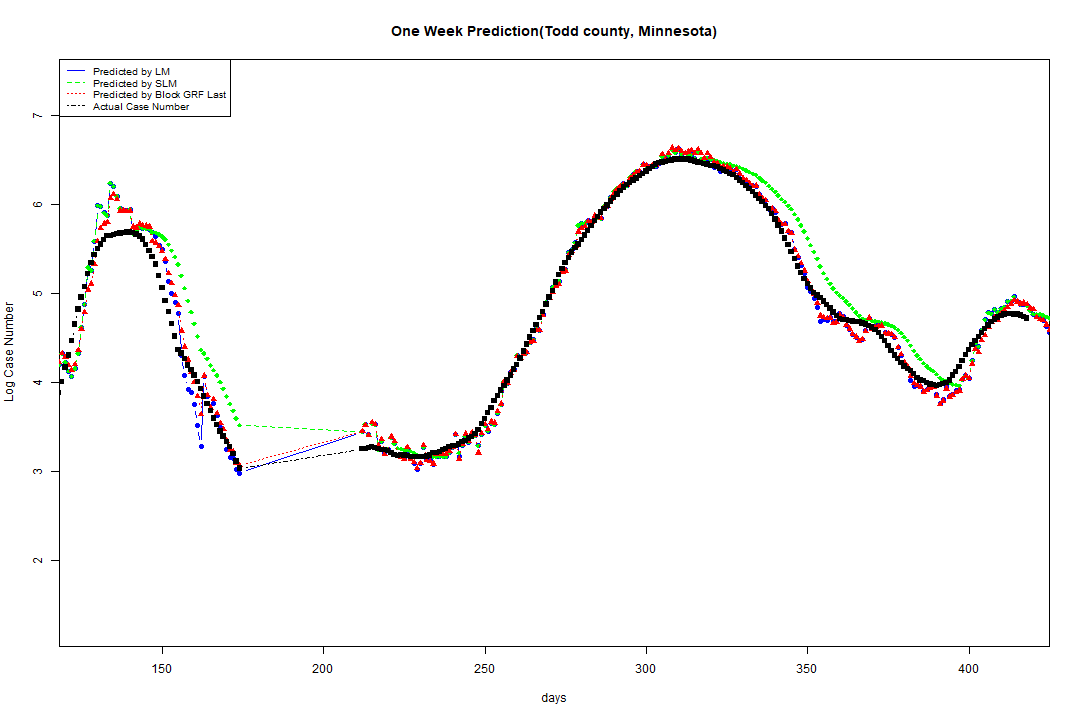 One Week Prediction(Todd county, Minnesota)
Predicted by LM
Predicted by SLM
Predicted by Block GRF Last
Actual Case Number
7
6
5
4
3
2
Log Case Number
150
200
250
300
350
400
days